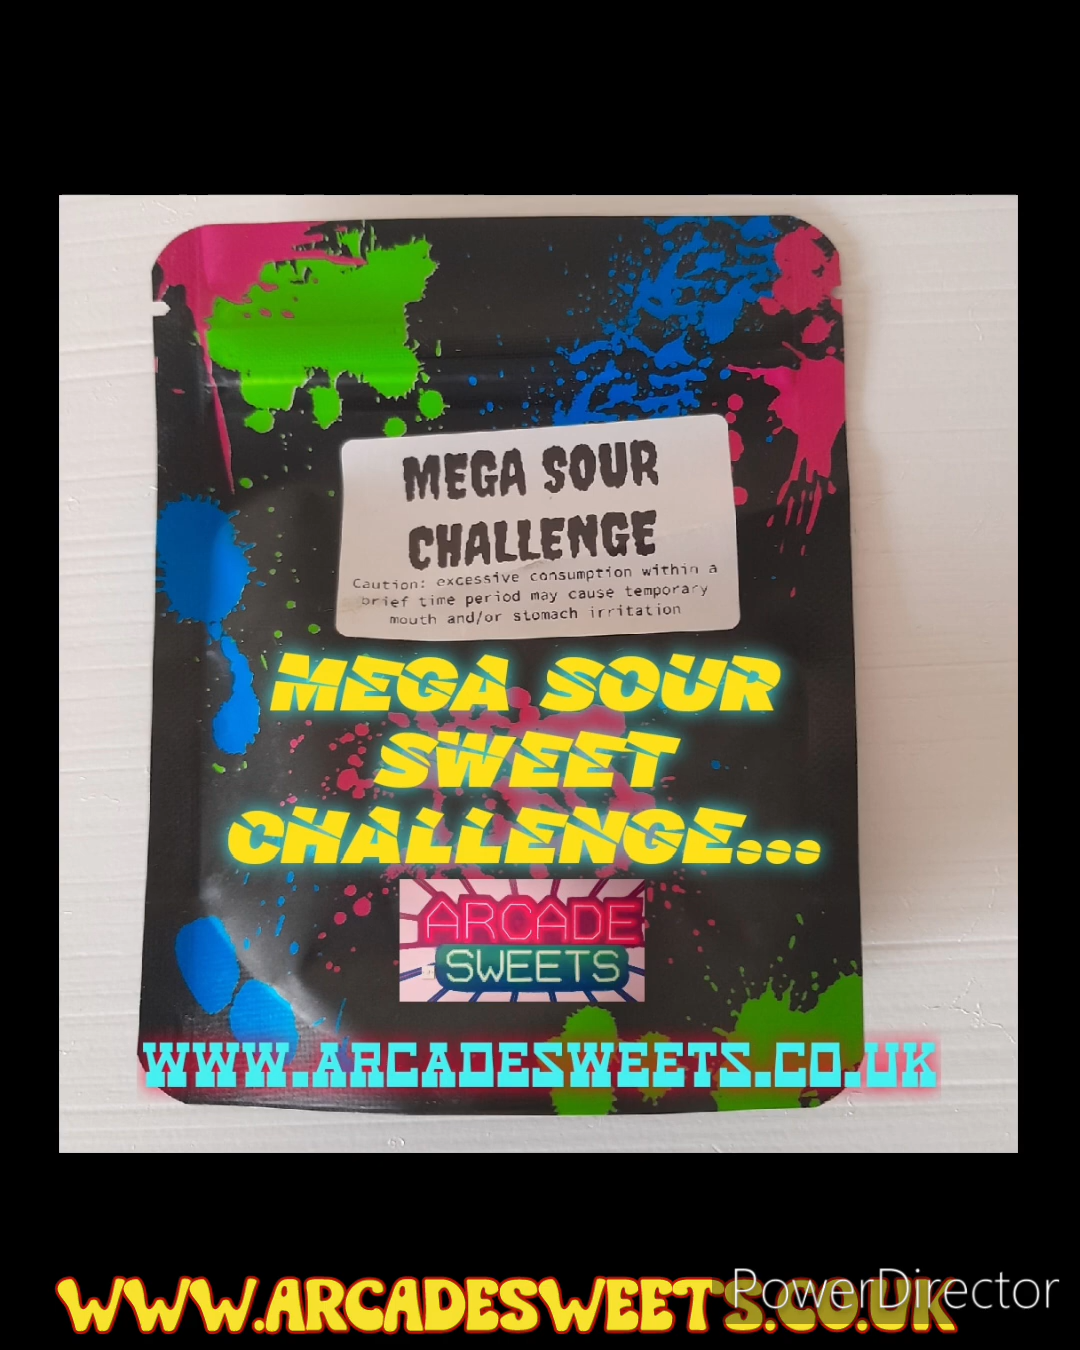 MEGA SOUR
CHALLENGE
Caution: excessive consumption within a
brief time period may cause temporary
mouth and/or stomach irritation
MEGA SOUR
SWEET
CHALLENGE...
ARCADE
SWEETS
WWW.ARCADESWEETS.CO.UK
WWW.ARCADESWEETS.CO.UK
PowerDirector